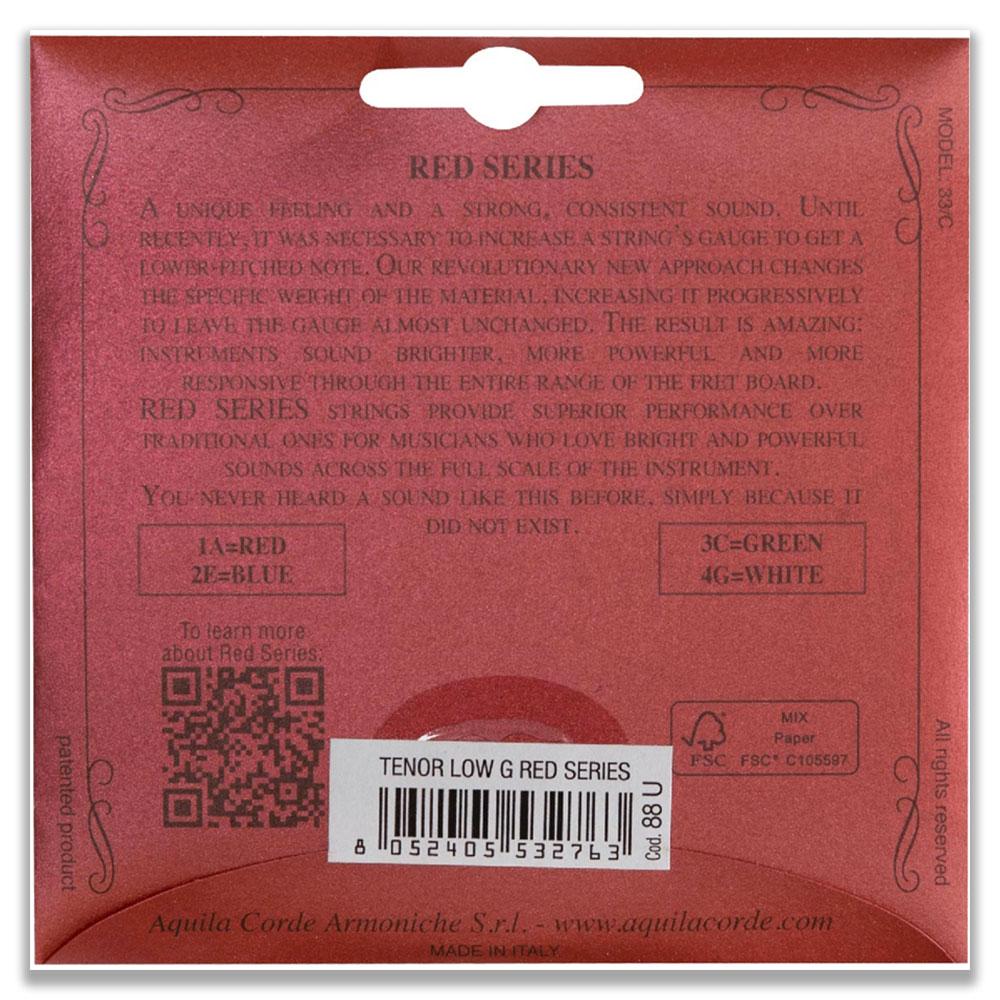 RED SERIES
A UNIQUE FEELING AND A STRONG, CONSISTENT SOUND. UNTIL
RECENTLY, IT WAS NECESSARY TO INCREASE A STRING'S GAUGE TO GET A
LOWER-PITCHED NOTE. OUR REVOLUTIONARY NEW APPROACH CHANGES
THE SPECIFIC WEIGHT OF THE MATERIAL, INCREASING IT PROGRESSIVELY
TO LEAVE THE GAUGE ALMOST UNCHANGED. THE RESULT IS AMAZING:
INSTRUMENTS SOUND BRIGHTER, MORE POWERFUL AND MORE
RESPONSIVE THROUGH THE ENTIRE RANGE OF THE FRET BOARD.
RED SERIES STRINGS PROVIDE SUPERIOR PERFORMANCE OVER
TRADITIONAL ONES FOR MUSICIANS WHO LOVE BRIGHT AND POWERFUL
SOUNDS ACROSS THE FULL SCALE OF THE INSTRUMENT.
YOU NEVER HEARD A SOUND LIKE THIS BEFORE, SIMPLY BECAUSE IT
DID NOT EXIST.
1A=RED
2E=BLUE
3C=GREEN
4G=WHITE
To learn more
about Red Series:
MIX
Paper
FSC
FSC® C105597
TENOR LOW G RED SERIES
8 052405 532763
Cod. 88 U
Aquila Corde Armoniche S.r.l. - www.aquilacorde.com
MADE IN ITALY
MODEL. 33/C
All rights reserved
patented product